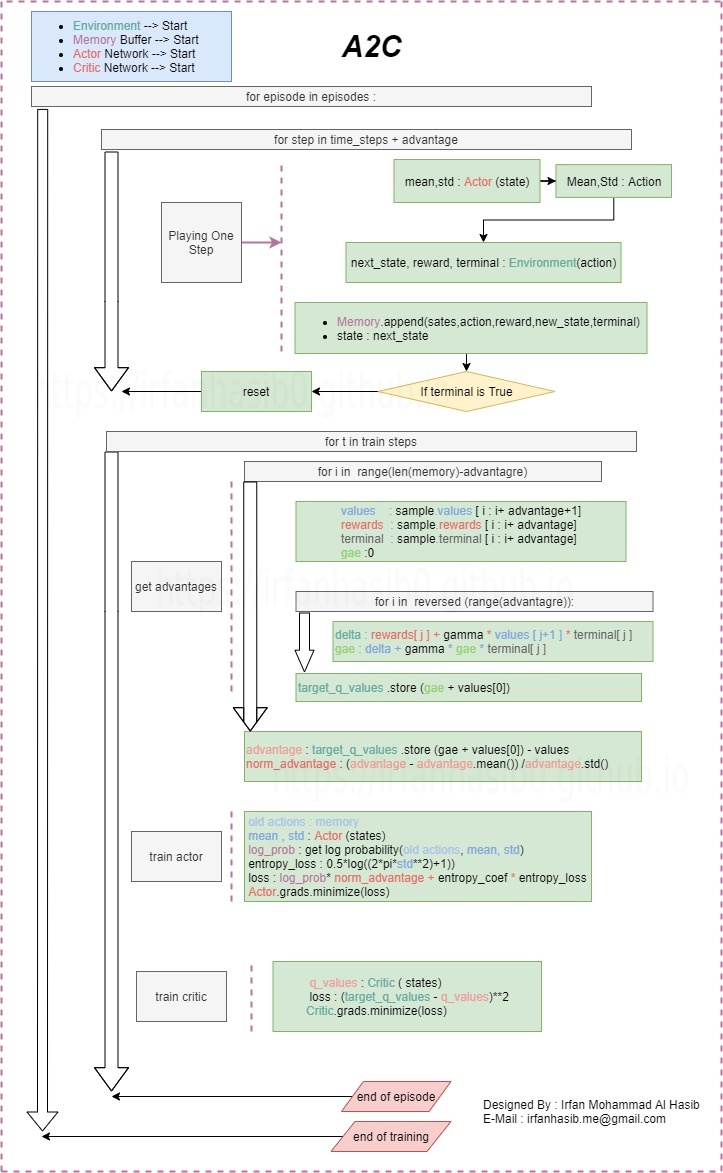 A2C
Environment --> Start
Memory Buffer --> Start
Actor Network --> Start
Critic Network --> Start
for episode in episodes :
for step in time_steps + advantage
mean,std : Actor (state)
Mean,Std : Action
Playing One
Step
next_state, reward, terminal : Environment(action)
Memory.append(sates,action,reward,new_state,terminal)
state : next_state
If terminal is True
reset
https://irfanhasib0.github.io
for t in train steps
for i in range(len(memory)-advantagre)
values : sample.values [ i : i+ advantage+1]
rewards : sample.rewards [ i : i+ advantage]
terminal : sample.terminal [ i : i+ advantage]
gae :0
get advantages
https://irfanhasib0.github.io
for i in reversed (range(advantagre)):
delta : rewards[ j ] + gamma * values [ j+1 ] * terminal[ j ]
gae : delta + gamma * gae * terminal[ j ]
target_q_values .store (gae + values[0])
advantage : target_q_values .store (gae + values[0]) - values
norm_advantage : (advantage - advantage.mean()) /advantage.std()
https://irfanhasib0.github.io
train actor
old actions : memory
mean , std : Actor (states)
log_prob : get log probability(old actions, mean, std)
entropy_loss : 0.5*log((2*pi*std**2)+1))
loss : log_prob* norm_advantage + entropy_coef * entropy_loss
Actor.grads.minimize(loss)
train critic
q_values : Critic ( states)
loss : (target_q_values - q_values)**2
Critic.grads.minimize(loss)
end of episode
end of training
Designed By : Irfan Mohammad Al Hasib
E-Mail : irfanhasib.me@gmail.com